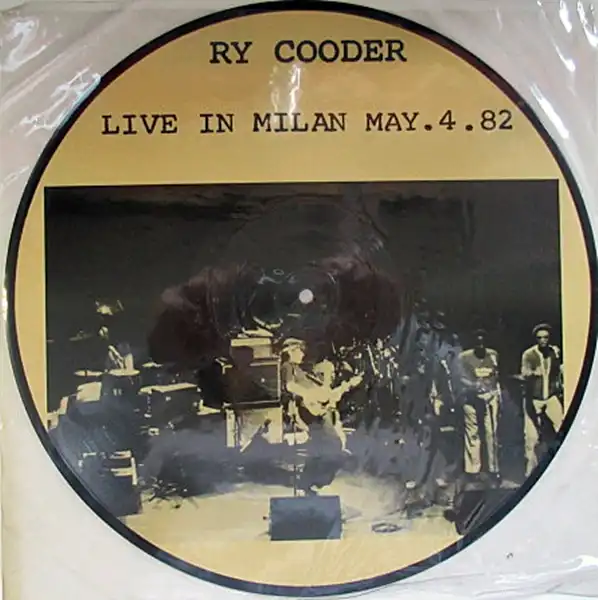 RY COODER
LIVE IN MILAN MAY.4.82